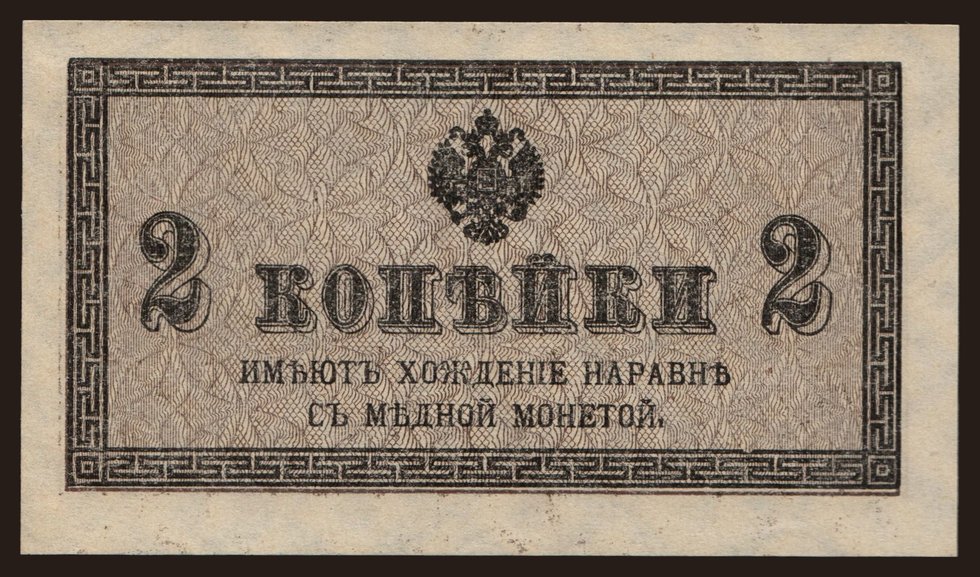 2 КОПѢЙКИ 2
ИМѢЮТЪ ХОЖДЕНІЕ НАРАВНѢ
СЪ МѢДНОЙ МОНЕТОЙ.